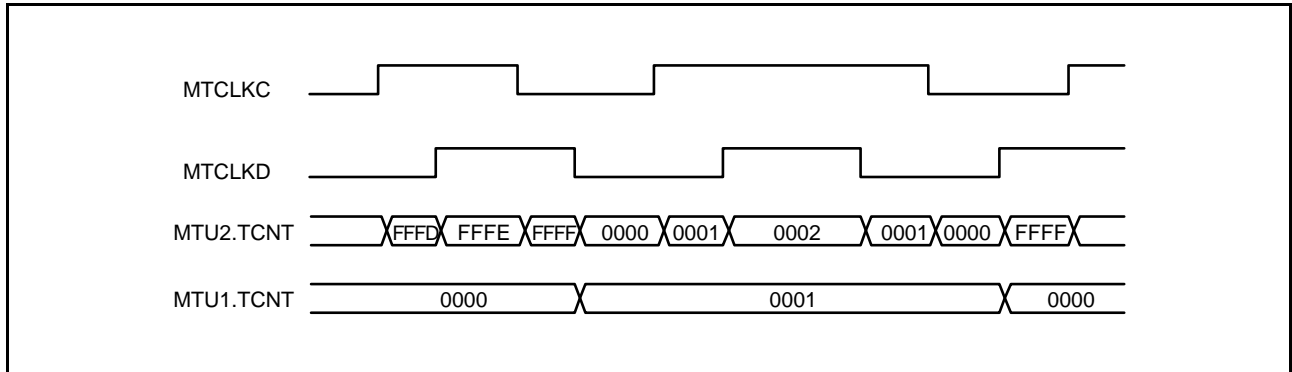 MTCLKC
MTCLKD
MTU2.TCNT FFFD FFFE FFFF 0000 0001 0002 0001 0000 FFFF
MTU1.TCNT 0000 0001 0000